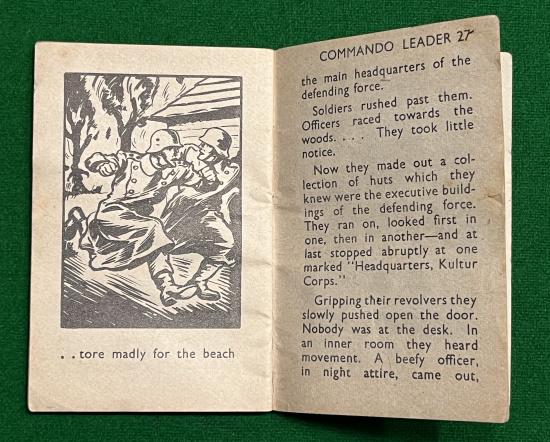 . . tore madly for the beach
COMMANDO LEADER 27
the main headquarters of the
defending force.
Soldiers rushed past them.
Officers raced towards the
woods. . . . They took little
notice.
Now they made out a col-
lection of huts which they
knew were the executive build-
ings of the defending force.
They ran on, looked first in
one, then in another—and at
last stopped abruptly at one
marked "Headquarters, Kultur
Corps."
Gripping their revolvers they
slowly pushed open the door.
Nobody was at the desk. In
an inner room they heard
movement. A beefy officer,
in night attire, came out,